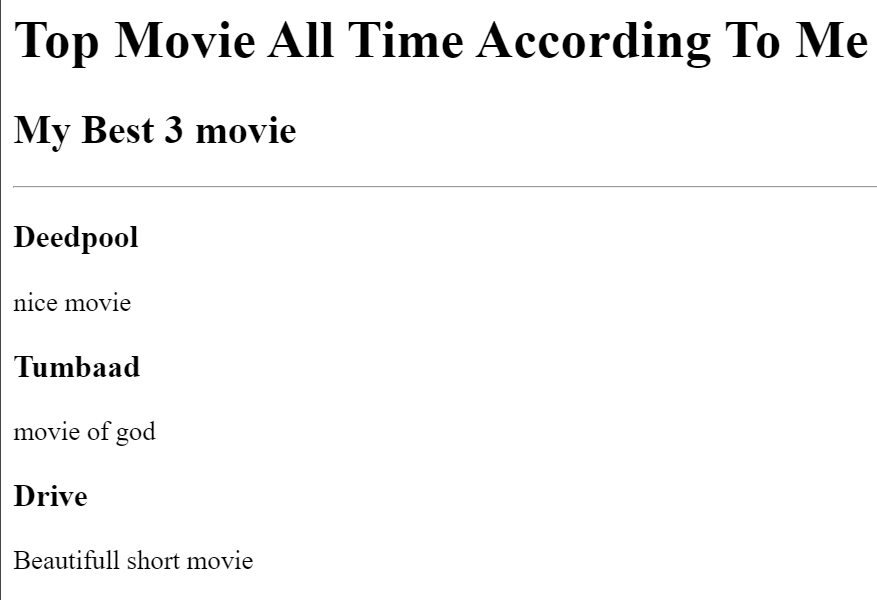 Top Movie All Time According To Me
My Best 3 movie
Deedpool
nice movie
Tumbaad
movie of god
Drive
Beautifull short movie